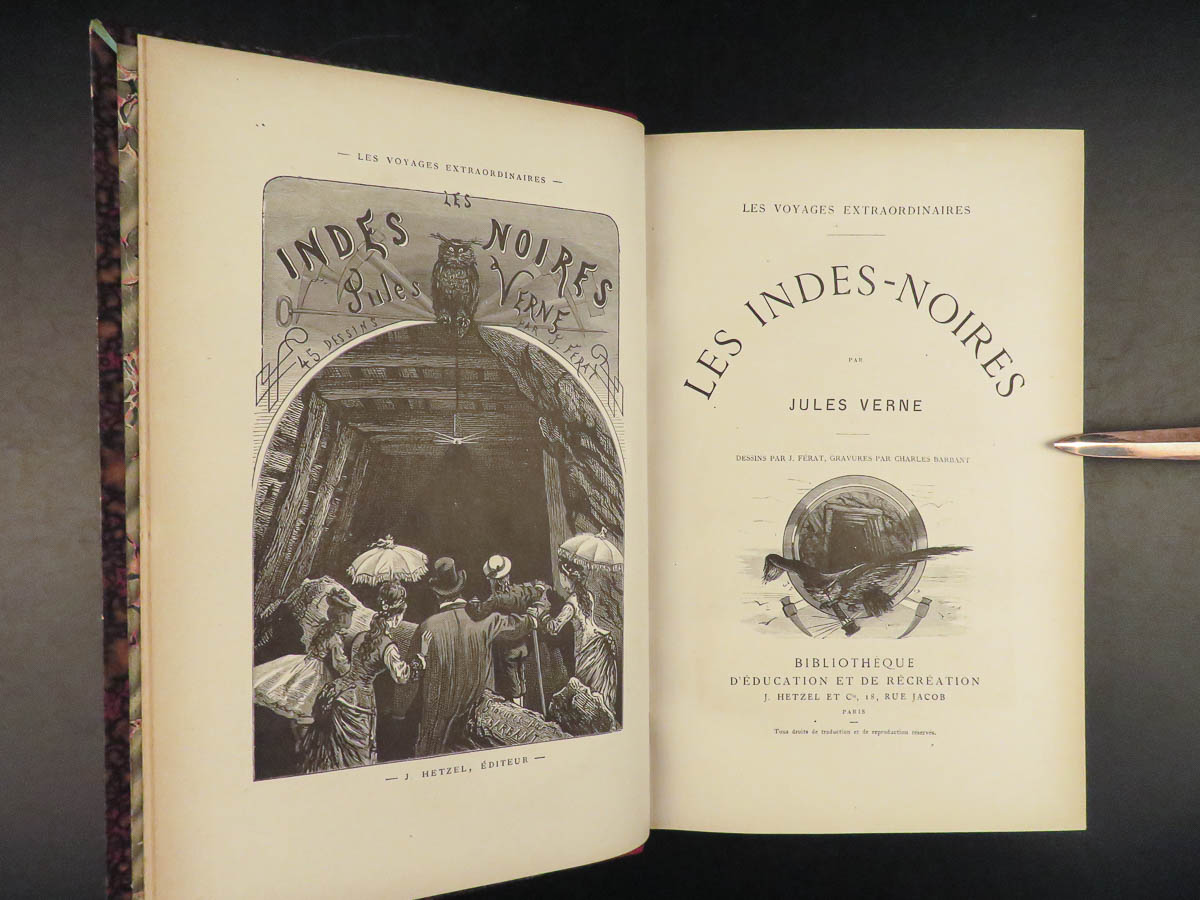 — LES VOYAGES EXTRAORDINAIRES —
LES
INDES NOIRES
Jules VERNE
45 DESSINS PAR J. FÉRAT
— J. HETZEL, ÉDITEUR —
LES VOYAGES EXTRAORDINAIRES
LES INDES-NOIRES
PAR
JULES VERNE
DESSINS PAR J. FÉRAT, GRAVURES PAR CHARLES BARBANT
BIBLIOTHÈQUE
D'ÉDUCATION ET DE RÉCRÉATION
J. HETZEL ET Cie, 18, RUE JACOB
PARIS
Tous droits de traduction et de reproduction réservés.